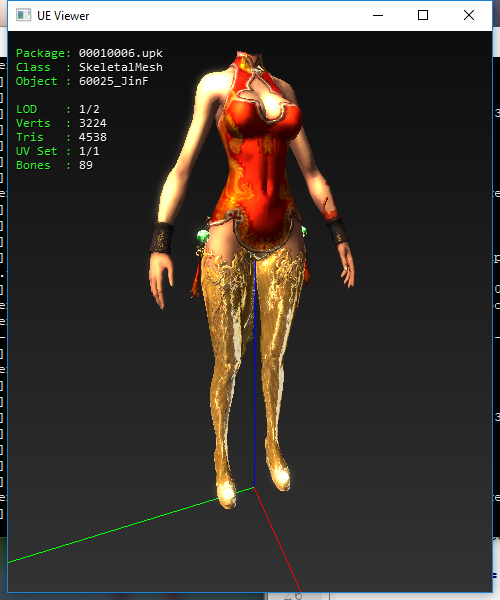 UE Viewer
Package: 00010006.upk
Class : SkeletalMesh
Object : 60025_JinF
LOD : 1/2
Verts : 3224
Tris : 4538
UV Set : 1/1
Bones : 89